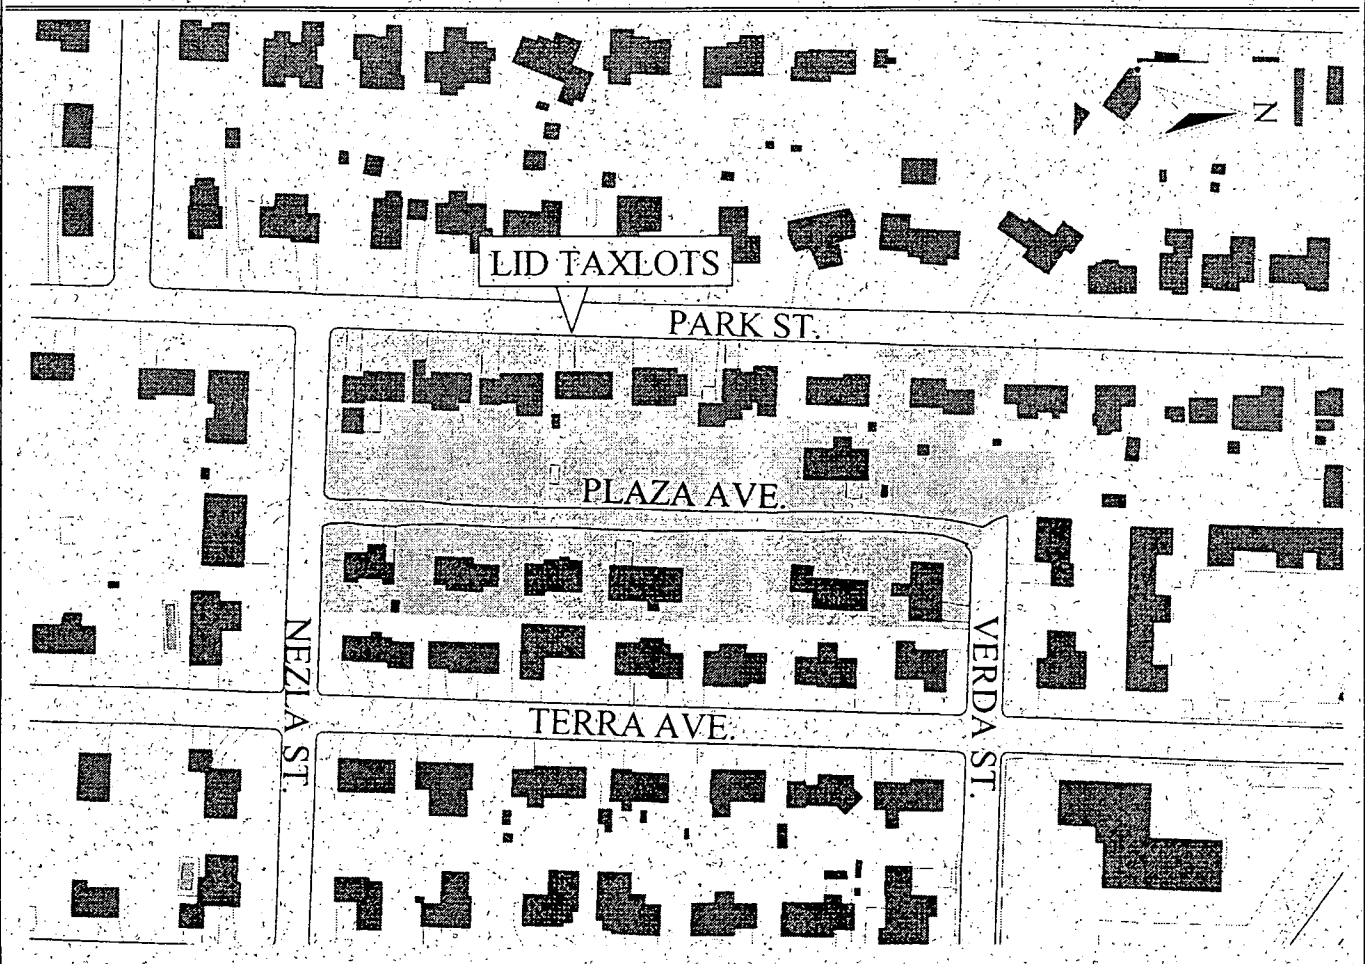 N
LID TAXLOTS
PARK ST.
PLAZA AVE.
NEZLA ST.
VERDA ST.
TERRA AVE.